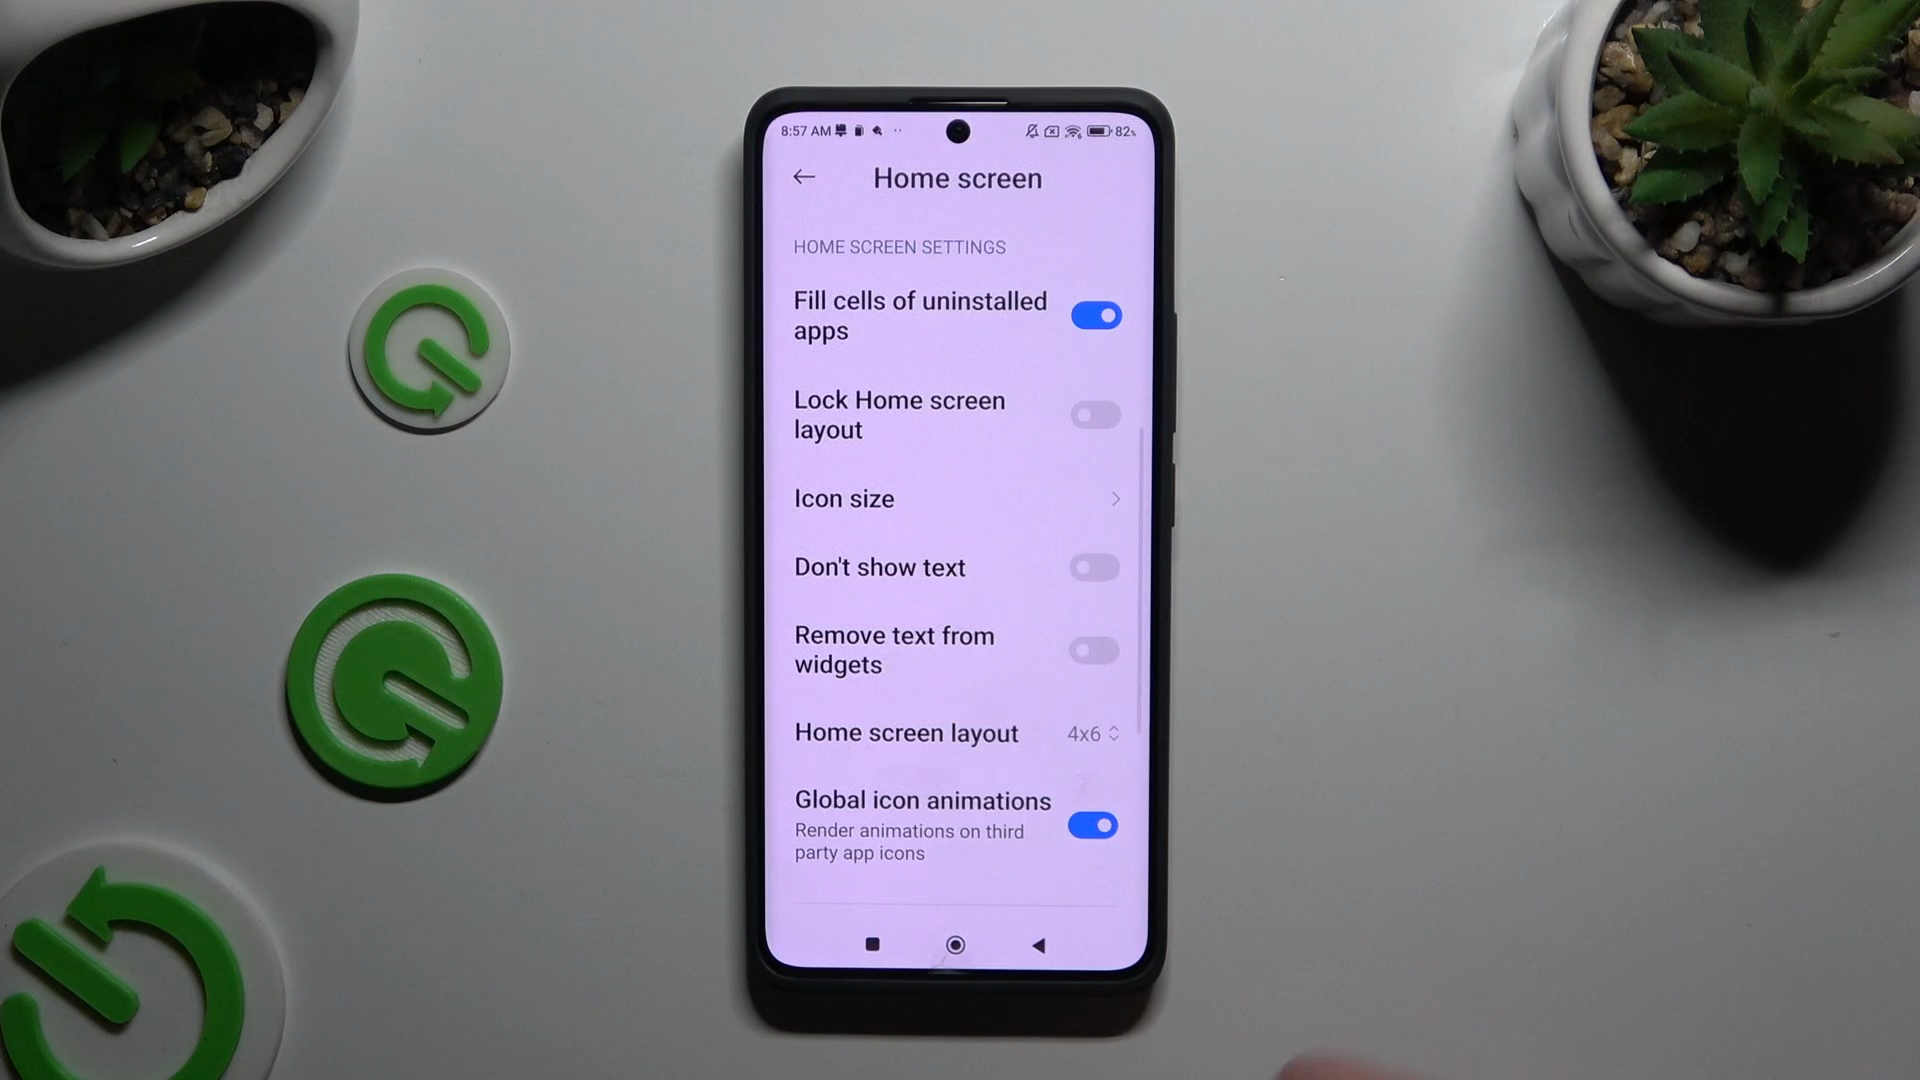 8:57 AM 82%
Home screen
HOME SCREEN SETTINGS
Fill cells of uninstalled
apps
Lock Home screen
layout
Icon size
Don't show text
Remove text from
widgets
Home screen layout 4x6
Global icon animations
Render animations on third
party app icons